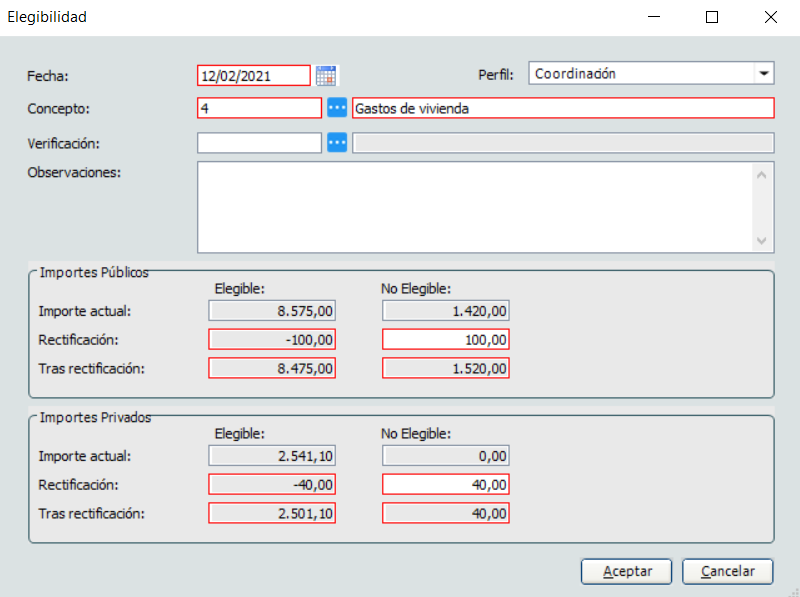 Elegibilidad
Fecha: 12/02/2021 Perfil: Coordinación
Concepto: 4 Gastos de vivienda
Verificación:
Observaciones:
Importes Públicos
Elegible: No Elegible:
Importe actual: 8.575,00 1.420,00
Rectificación: -100,00 100,00
Tras rectificación: 8.475,00 1.520,00
Importes Privados
Elegible: No Elegible:
Importe actual: 2.541,10 0,00
Rectificación: -40,00 40,00
Tras rectificación: 2.501,10 40,00
Aceptar Cancelar